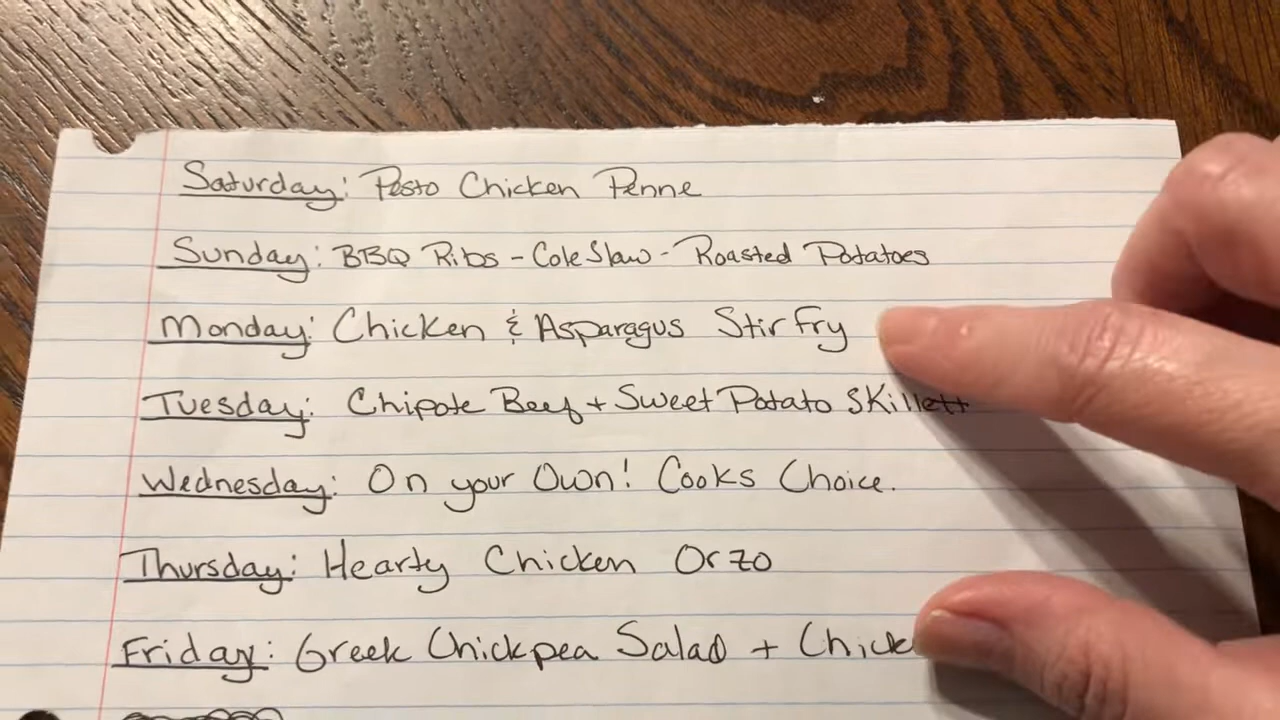 Saturday: Pesto Chicken Penne
Sunday: BBQ Ribs - Cole Slaw - Roasted Potatoes
Monday: Chicken & Asparagus Stir Fry
Tuesday: Chipote Beef + Sweet Potato Skillett
Wednesday: On your Own! Cooks Choice.
Thursday: Hearty Chicken Orzo
Friday: Greek Chickpea Salad + Chick